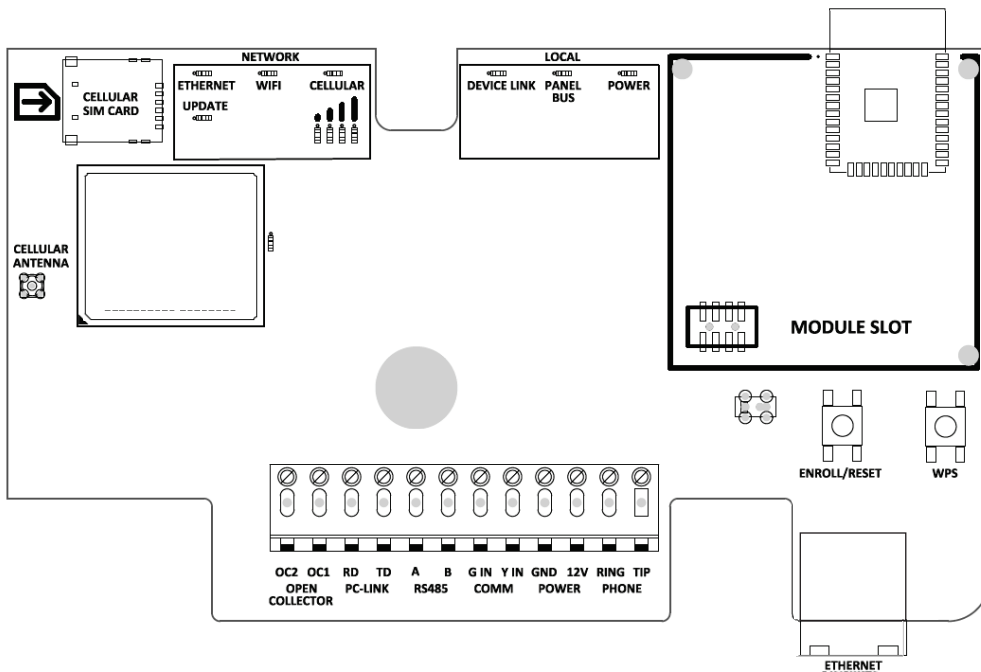 NETWORK
LOCAL
ETHERNET WIFI CELLULAR
UPDATE
DEVICE LINK PANEL BUS POWER
CELLULAR
SIM CARD
CELLULAR
ANTENNA
MODULE SLOT
ENROLL/RESET WPS
OC2 OC1 RD TD A B G IN Y IN GND 12V RING TIP
OPEN COLLECTOR PC-LINK RS485 COMM POWER PHONE
ETHERNET